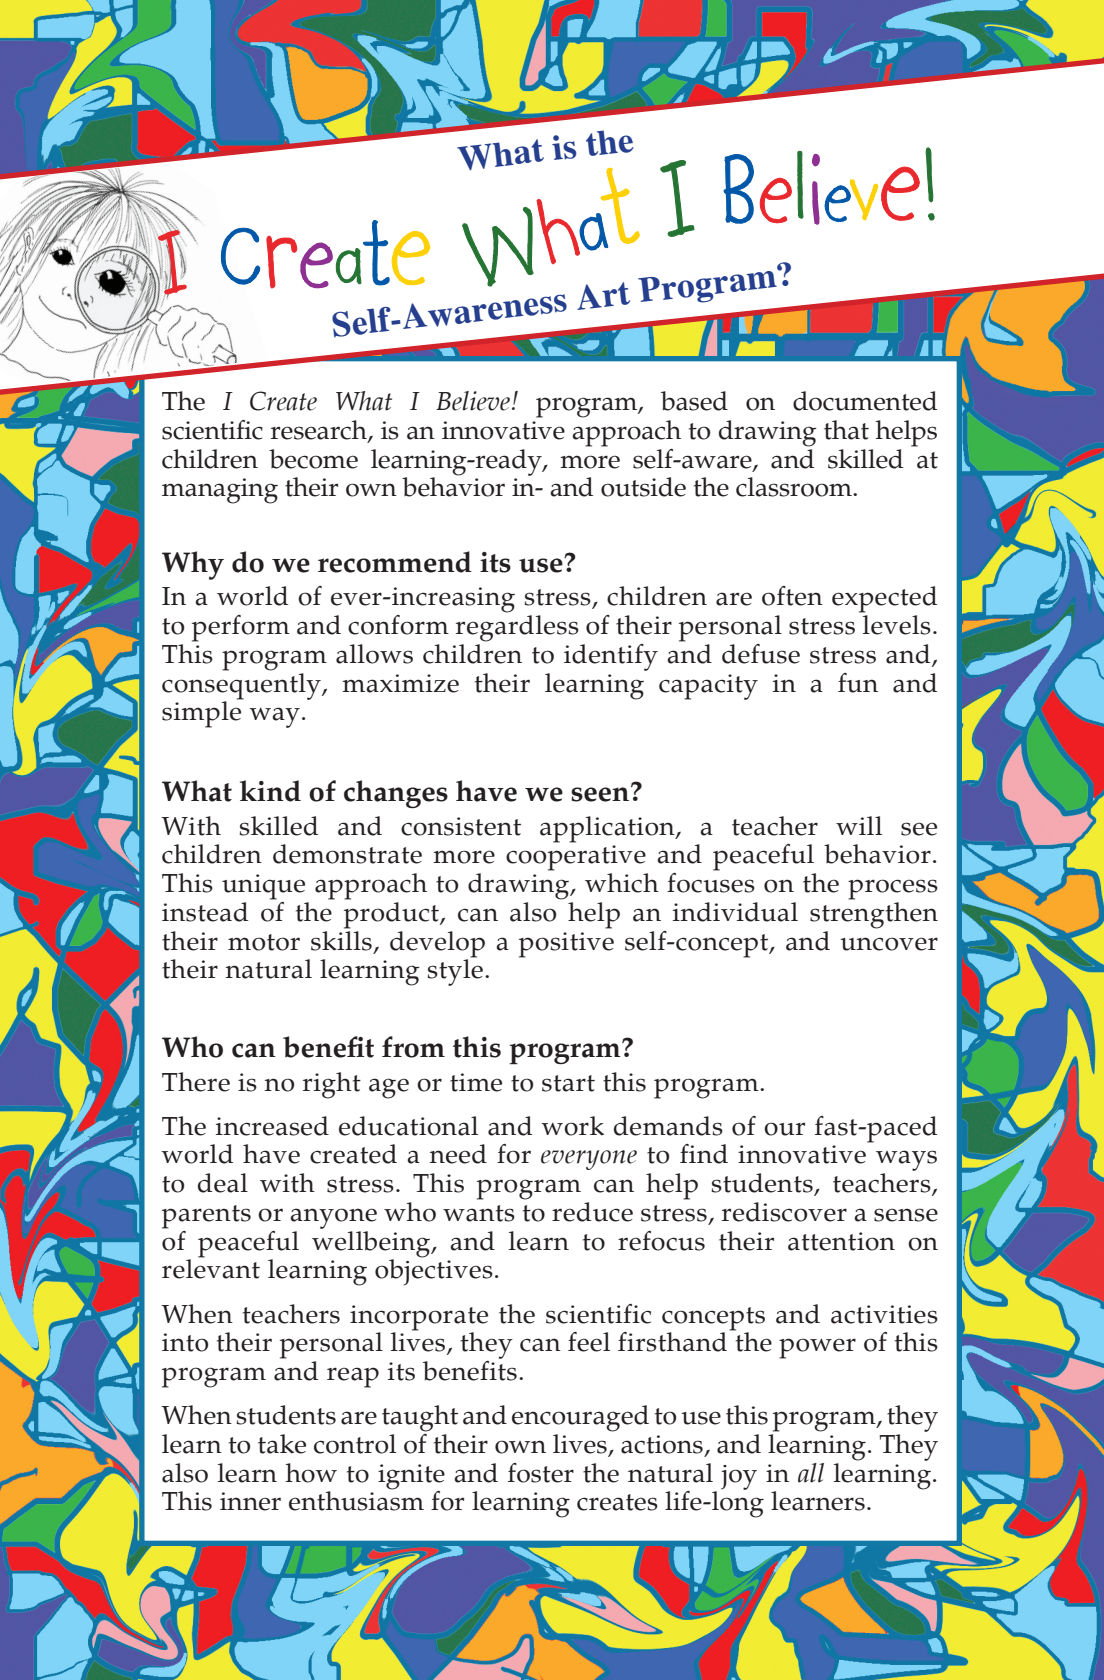 What is the
I Create What I Believe!
Self-Awareness Art Program?
The I Create What I Believe! program, based on documented
scientific research, is an innovative approach to drawing that helps
children become learning-ready, more self-aware, and skilled at
managing their own behavior in- and outside the classroom.
Why do we recommend its use?
In a world of ever-increasing stress, children are often expected
to perform and conform regardless of their personal stress levels.
This program allows children to identify and defuse stress and,
consequently, maximize their learning capacity in a fun and
simple way.
What kind of changes have we seen?
With skilled and consistent application, a teacher will see
children demonstrate more cooperative and peaceful behavior.
This unique approach to drawing, which focuses on the process
instead of the product, can also help an individual strengthen
their motor skills, develop a positive self-concept, and uncover
their natural learning style.
Who can benefit from this program?
There is no right age or time to start this program.
The increased educational and work demands of our fast-paced
world have created a need for everyone to find innovative ways
to deal with stress. This program can help students, teachers,
parents or anyone who wants to reduce stress, rediscover a sense
of peaceful wellbeing, and learn to refocus their attention on
relevant learning objectives.
When teachers incorporate the scientific concepts and activities
into their personal lives, they can feel firsthand the power of this
program and reap its benefits.
When students are taught and encouraged to use this program, they
learn to take control of their own lives, actions, and learning. They
also learn how to ignite and foster the natural joy in all learning.
This inner enthusiasm for learning creates life-long learners.